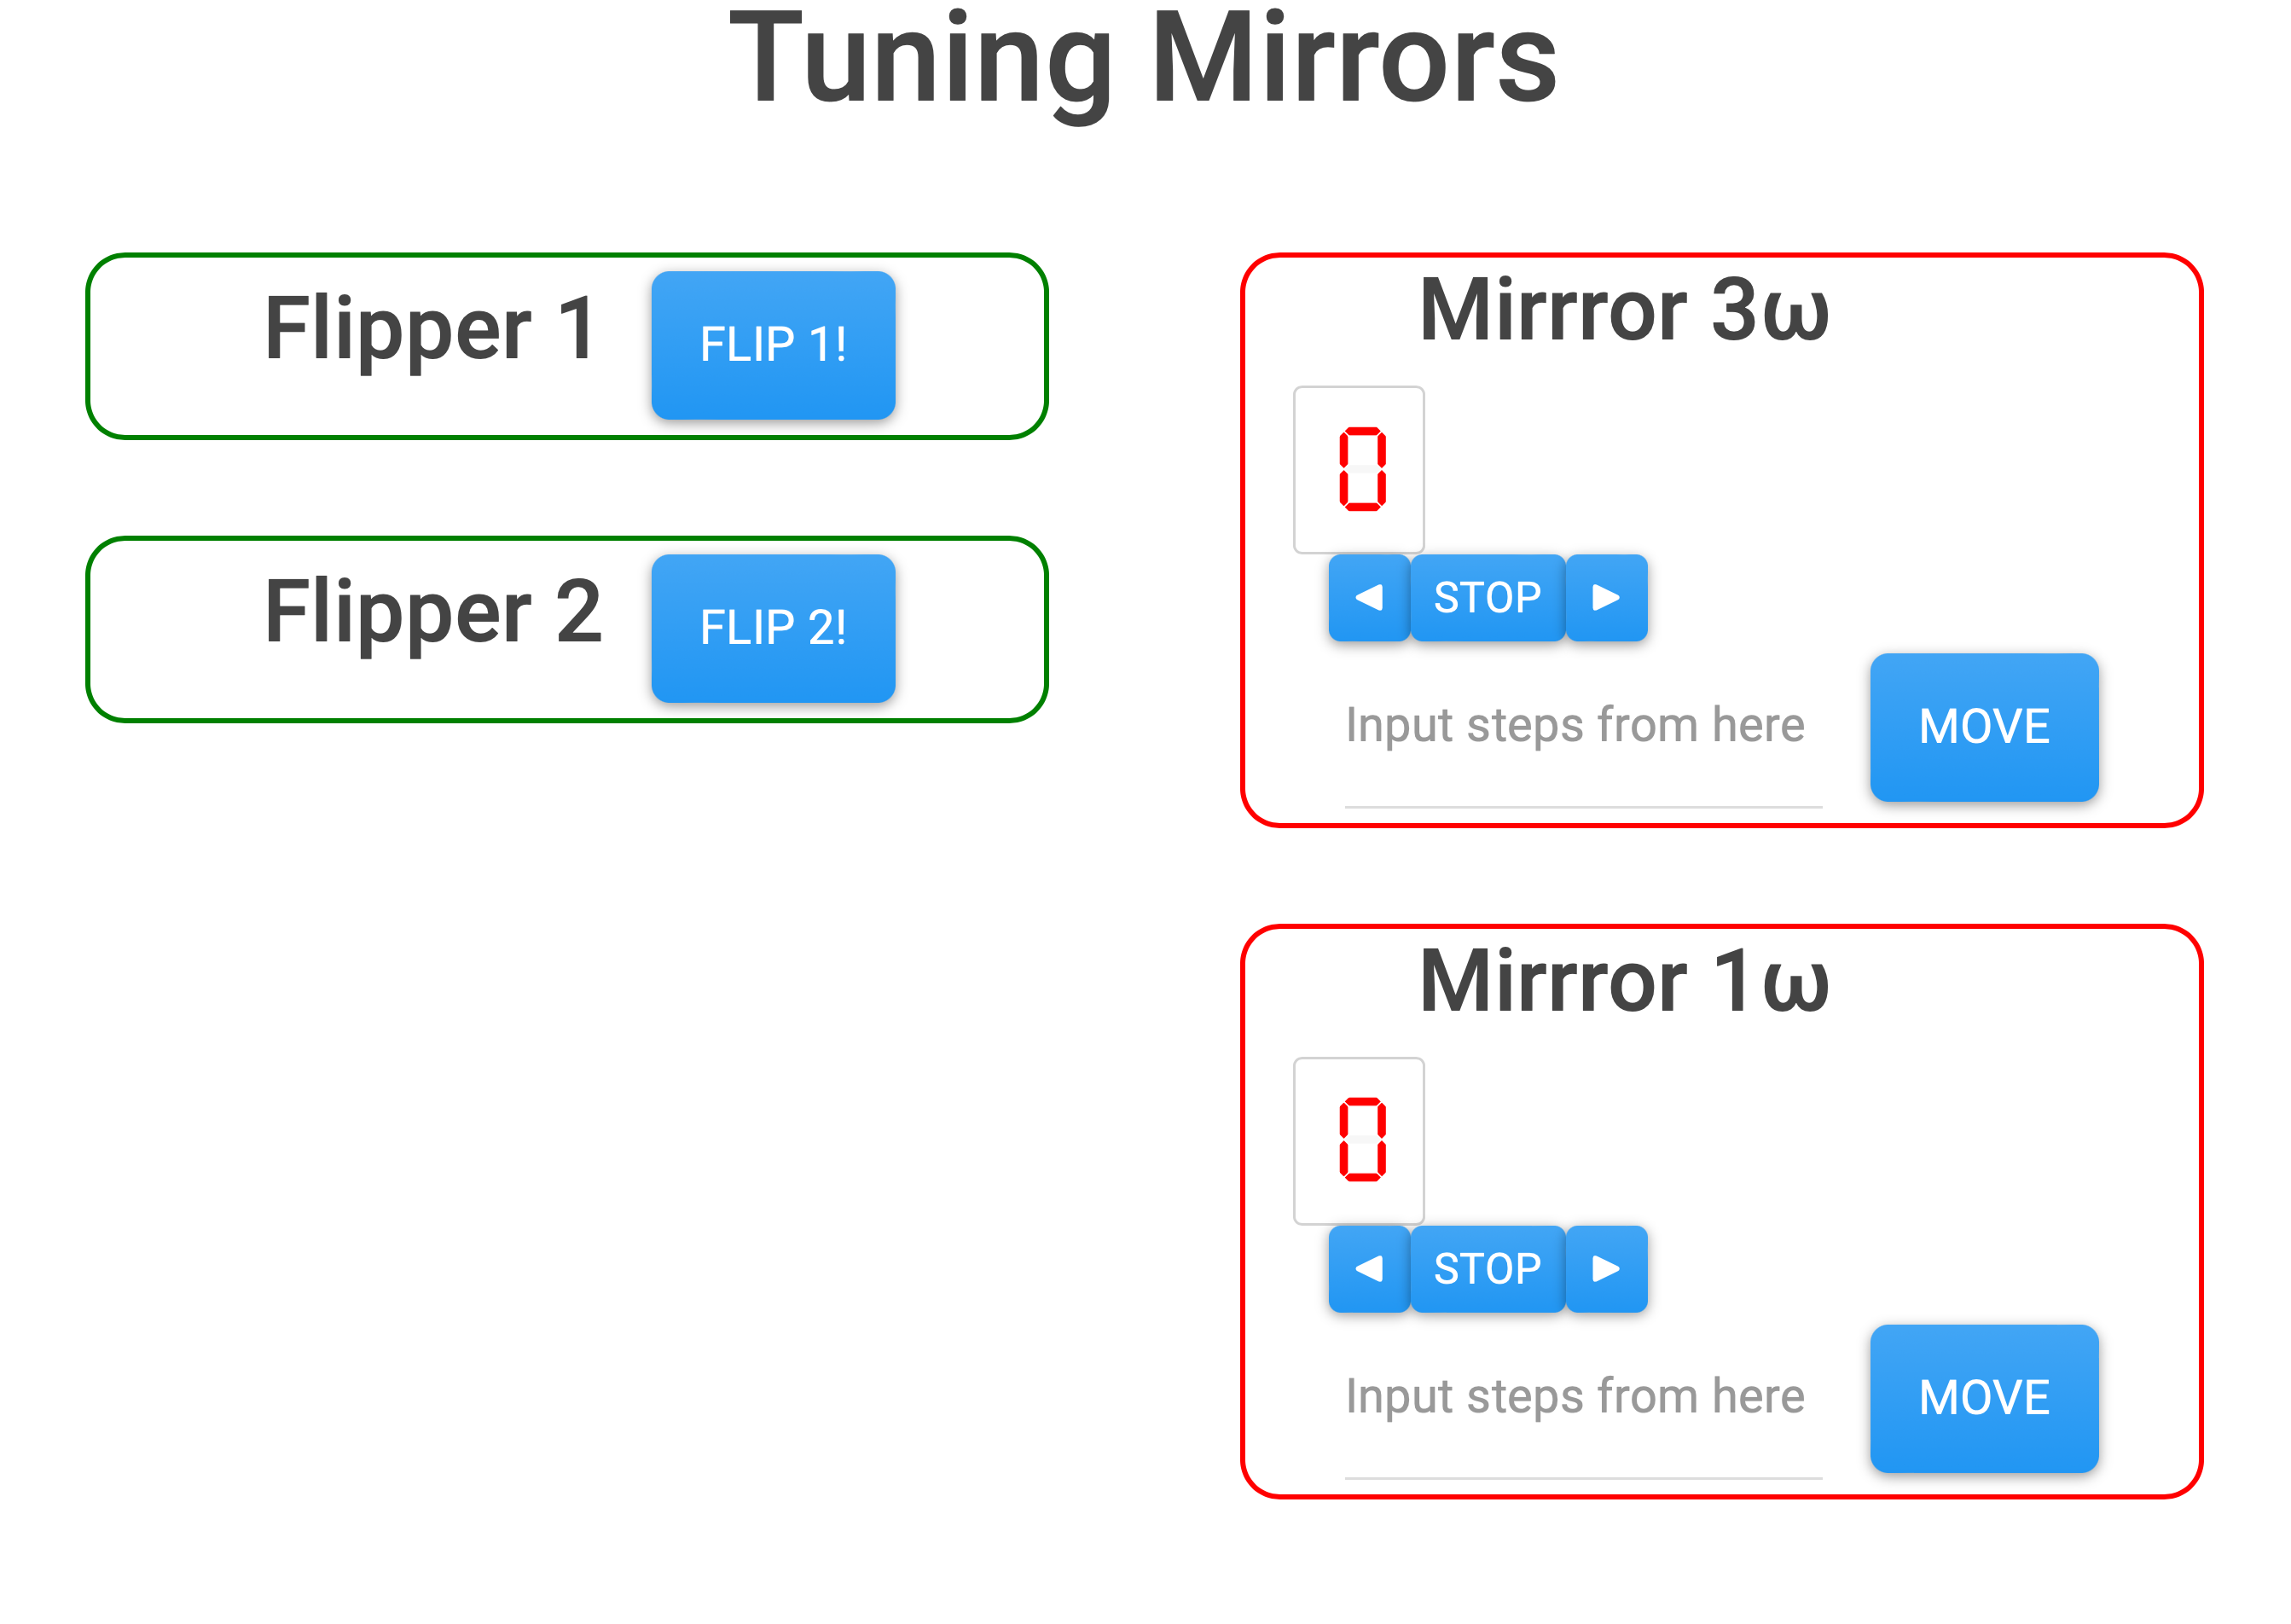 Tuning Mirrors
Flipper 1
FLIP 1!
Flipper 2
FLIP 2!
Mirrror 3ω
0
STOP
Input steps from here
MOVE
Mirrror 1ω
0
STOP
Input steps from here
MOVE